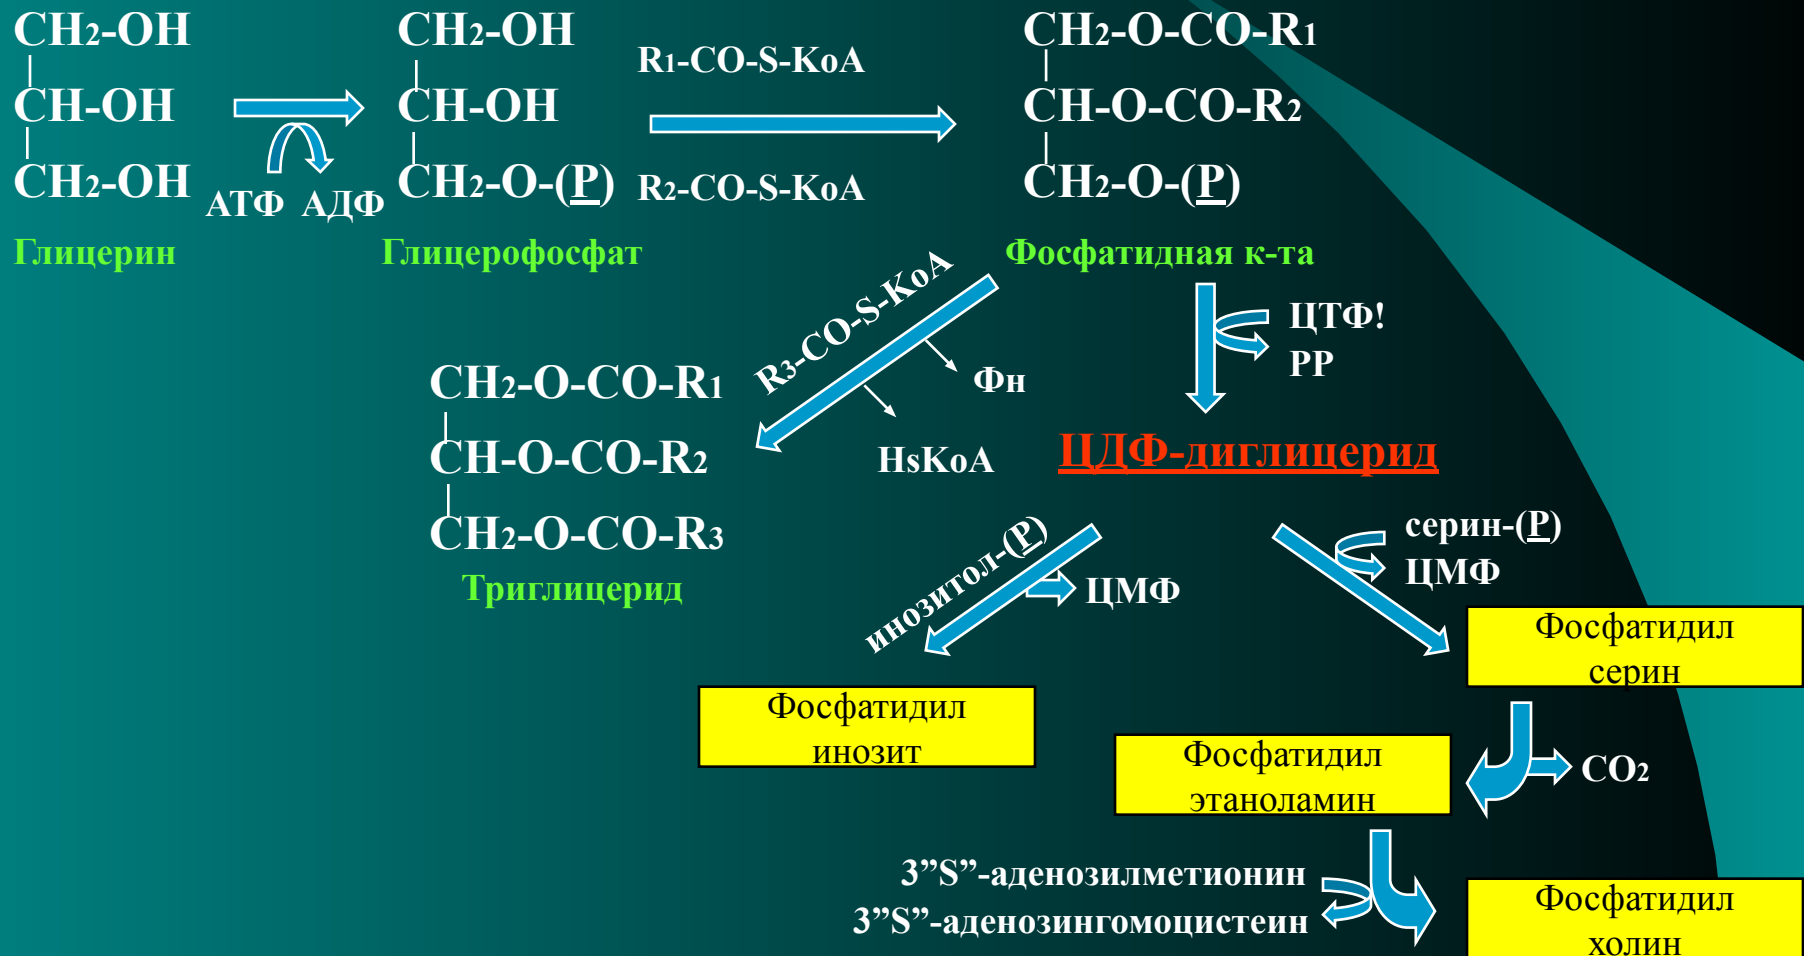 CH2-OH
CH-OH
CH2-OH
АТФ АДФ
Глицерин
CH2-OH
CH-OH
CH2-O-(P)
Глицерофосфат
R1-CO-S-KoA
R2-CO-S-KoA
CH2-O-CO-R1
CH-O-CO-R2
CH2-O-(P)
Фосфатидная к-та
R3-CO-S-KoA
Фн
HsKoA
CH2-O-CO-R1
CH-O-CO-R2
CH2-O-CO-R3
Триглицерид
ЦТФ!
РР
ЦДФ-диглицерид
инозитол-(P)
ЦМФ
серин-(P)
ЦМФ
Фосфатидил
инозит
Фосфатидил
серин
CO2
Фосфатидил
этаноламин
3”S”-аденозилметионин
3”S”-аденозингомоцистеин
Фосфатидил
холин